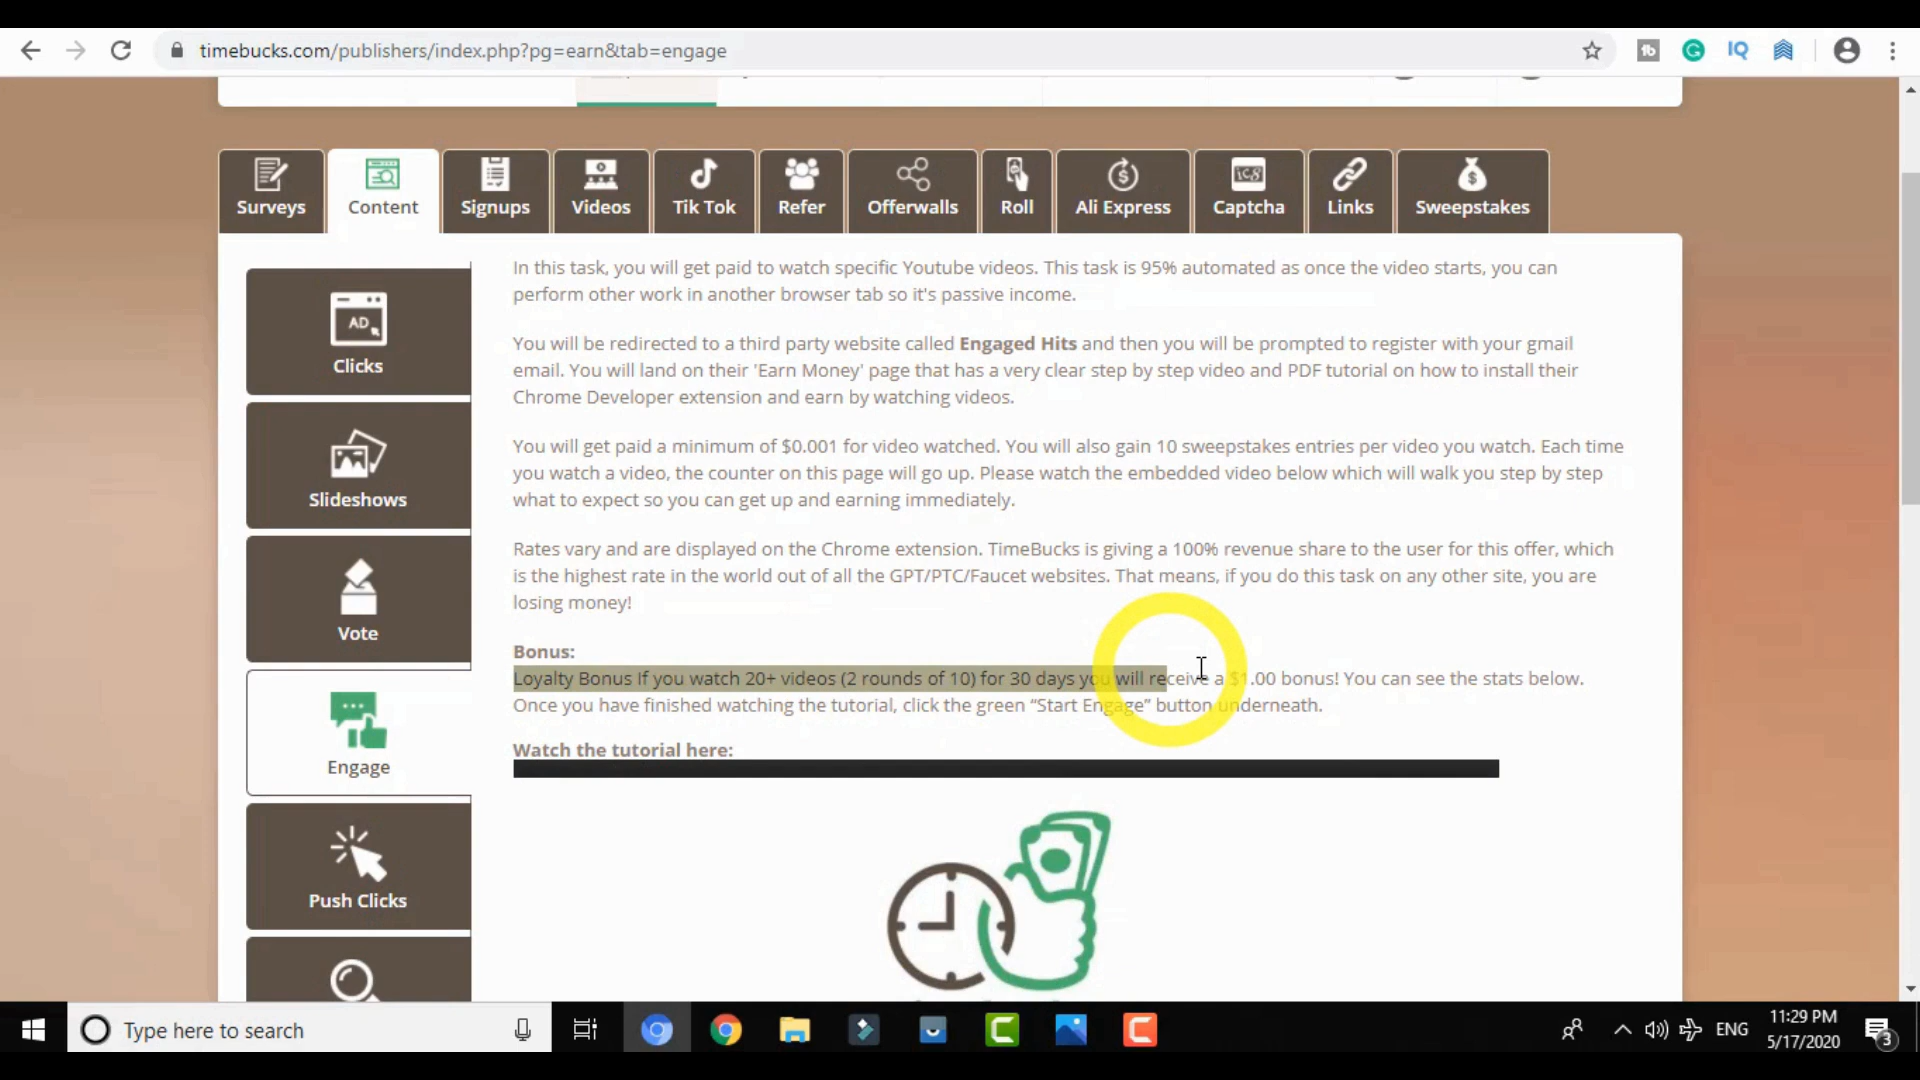 timebucks.com/publishers/index.php?pg=earn&tab=engage
Surveys
Content
Signups
Videos
Tik Tok
Refer
Offerwalls
Roll
Ali Express
Captcha
Links
Sweepstakes
In this task, you will get paid to watch specific Youtube videos. This task is 95% automated as once the video starts, you can
perform other work in another browser tab so it's passive income.
You will be redirected to a third party website called Engaged Hits and then you will be prompted to register with your gmail
email. You will land on their 'Earn Money' page that has a very clear step by step video and PDF tutorial on how to install their
Chrome Developer extension and earn by watching videos.
You will get paid a minimum of $0.001 for video watched. You will also gain 10 sweepstakes entries per video you watch. Each time
you watch a video, the counter on this page will go up. Please watch the embedded video below which will walk you step by step
what to expect so you can get up and earning immediately.
Rates vary and are displayed on the Chrome extension. TimeBucks is giving a 100% revenue share to the user for this offer, which
is the highest rate in the world out of all the GPT/PTC/Faucet websites. That means, if you do this task on any other site, you are
losing money!
Bonus:
Loyalty Bonus If you watch 20+ videos (2 rounds of 10) for 30 days you will receive a $1.00 bonus! You can see the stats below.
Once you have finished watching the tutorial, click the green “Start Engage” button underneath.
Watch the tutorial here:
AD
Clicks
Slideshows
Vote
Engage
Push Clicks
Type here to search
ENG
11:29 PM
5/17/2020
3